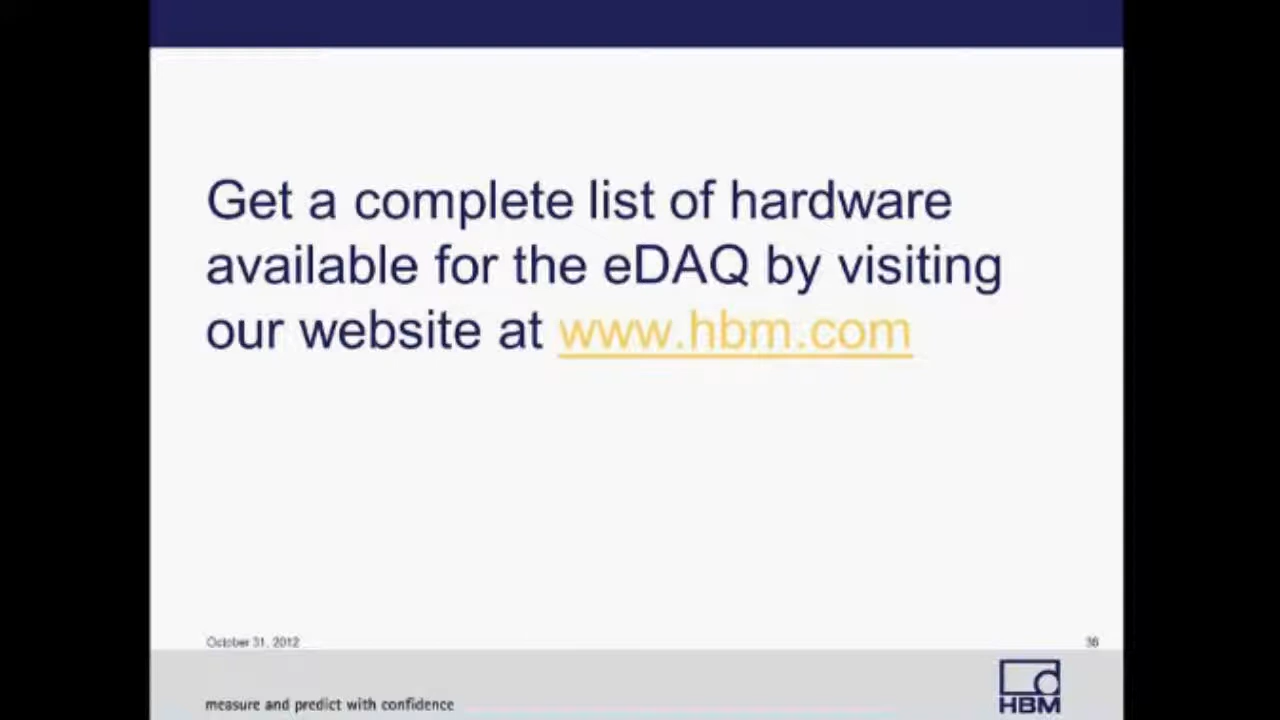 Get a complete list of hardware
available for the eDAQ by visiting
our website at www.hbm.com
October 31, 2012
36
measure and predict with confidence
HBM